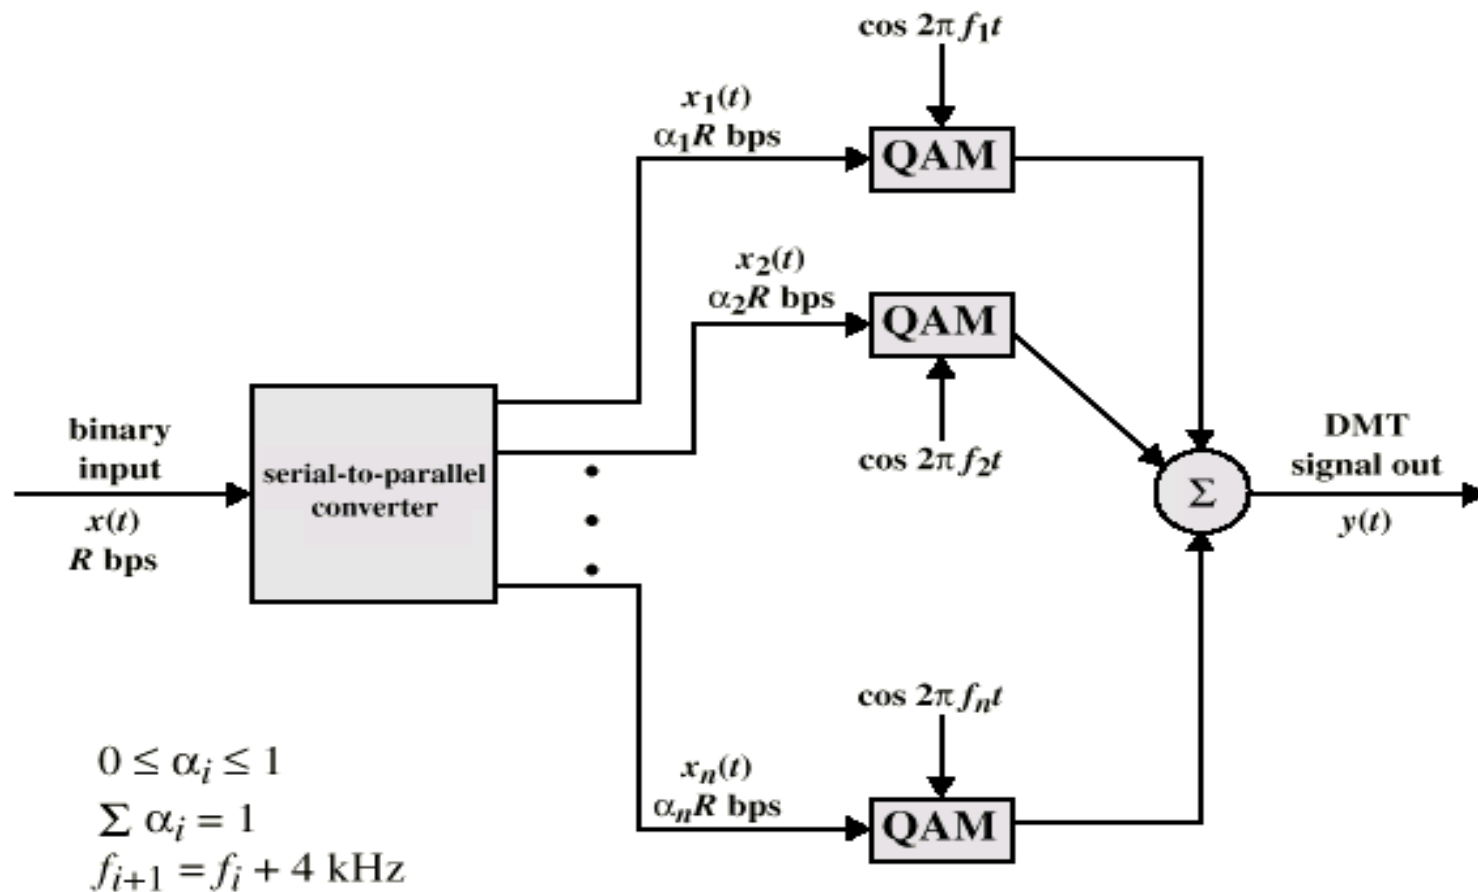 cos 2π f₁t
x₁(t)
α₁R bps
QAM
x₂(t)
α₂R bps
QAM
cos 2π f₂t
binary
input
x(t)
R bps
serial-to-parallel
converter
Σ
DMT
signal out
y(t)
cos 2π fₙt
xₙ(t)
αₙR bps
QAM
0 ≤ αᵢ ≤ 1
Σ αᵢ = 1
fᵢ₊₁ = fᵢ + 4 kHz